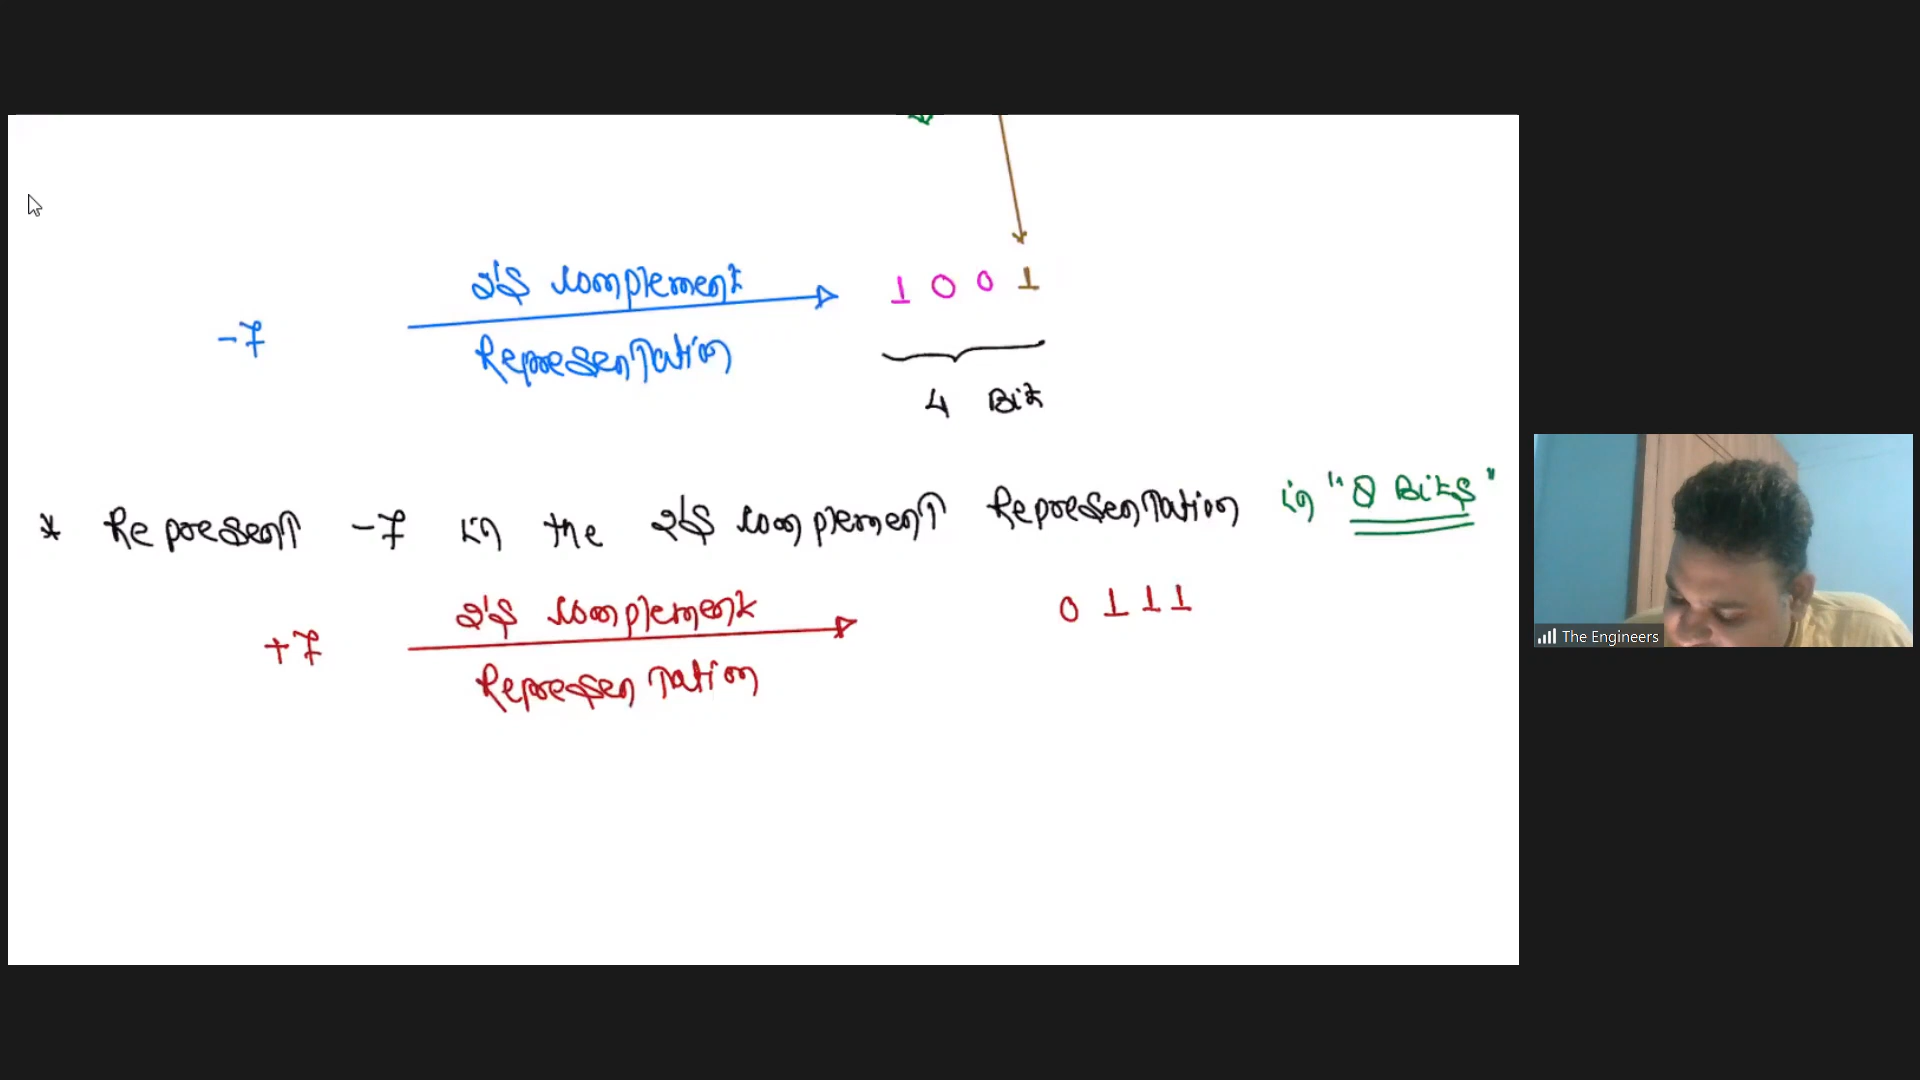 2's complement
1 0 0 1
-7
Representation
4 Bit
* Represent -7 in the 2's complement Representation in "8 Bits"
2's complement
0 1 1 1
+7
Representation
The Engineers